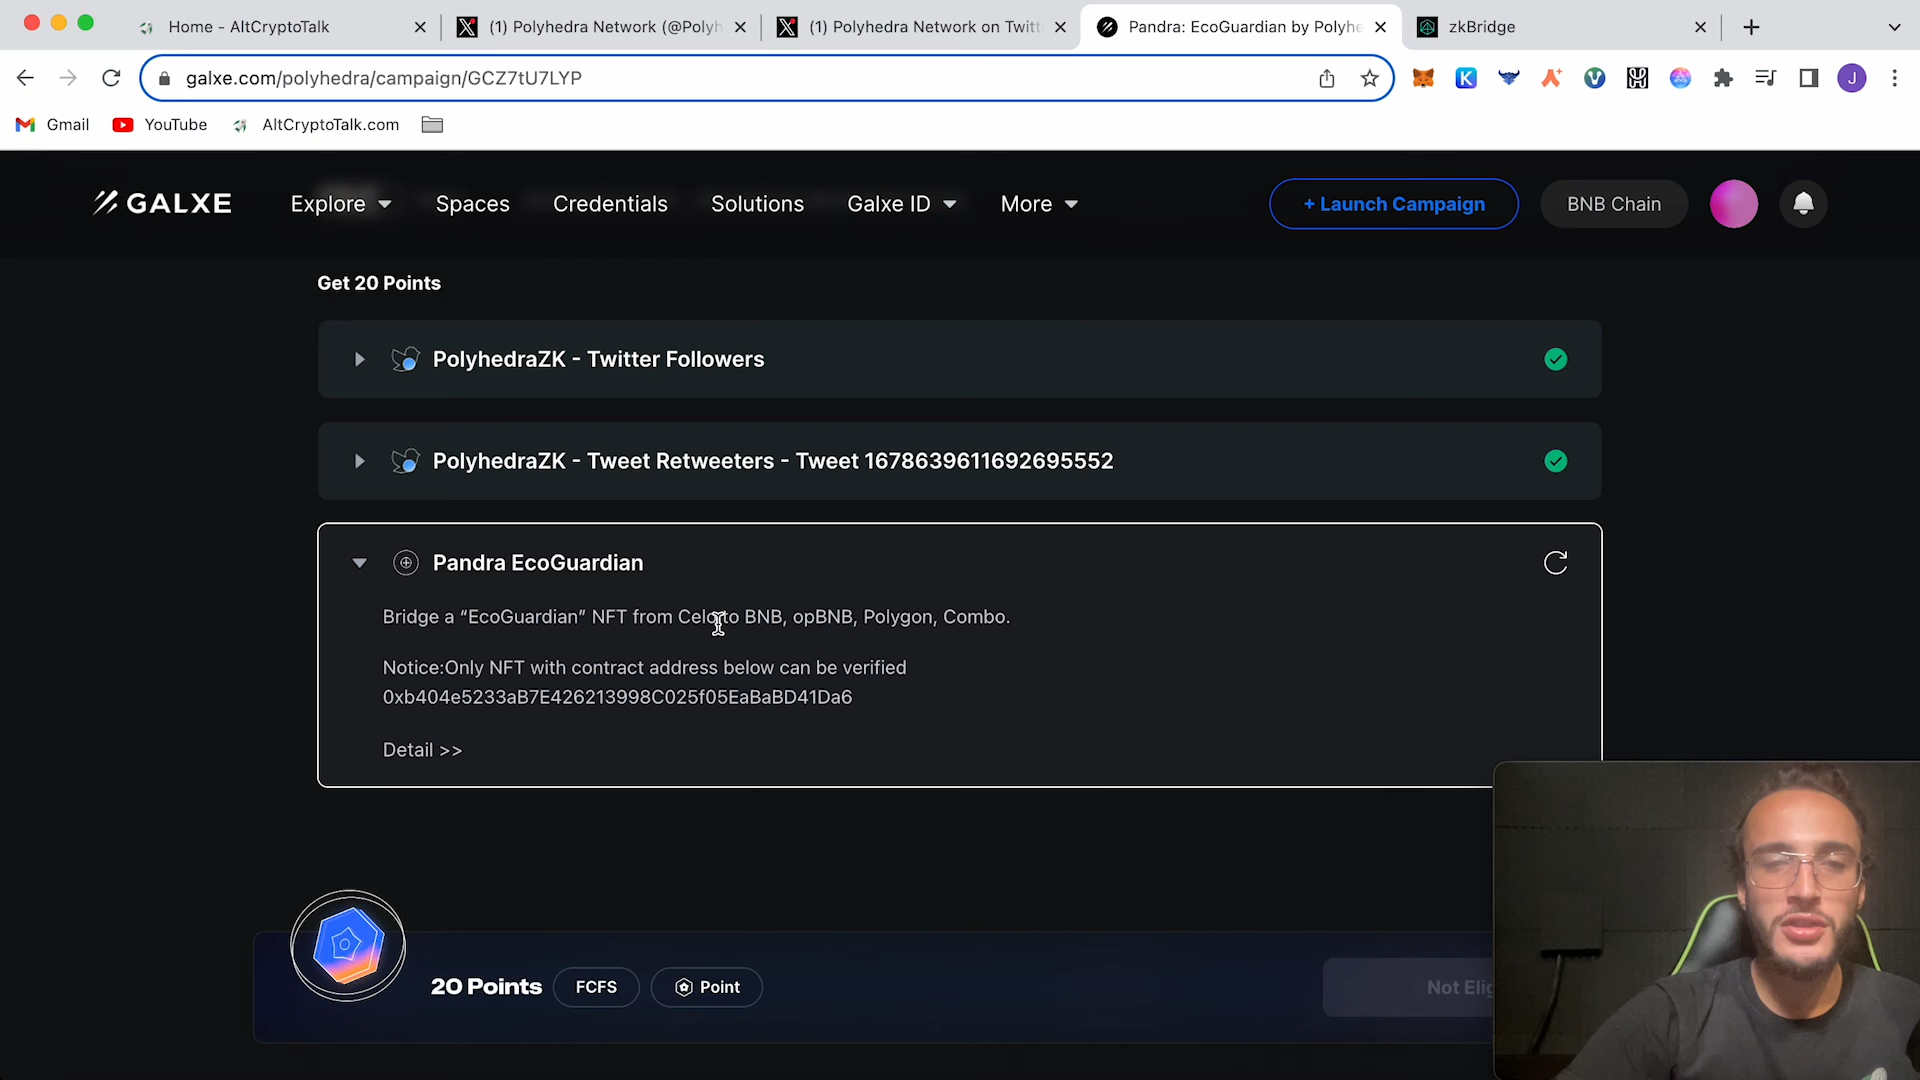 Home - AltCryptoTalk
(1) Polyhedra Network (@Polyh
(1) Polyhedra Network on Twitt
Pandra: EcoGuardian by Polyhe
zkBridge
galxe.com/polyhedra/campaign/GCZ7tU7LYP
J
Gmail
YouTube
AltCryptoTalk.com
GALXE
Explore
Spaces
Credentials
Solutions
Galxe ID
More
+ Launch Campaign
BNB Chain
Get 20 Points
PolyhedraZK - Twitter Followers
PolyhedraZK - Tweet Retweeters - Tweet 1678639611692695552
Pandra EcoGuardian
Bridge a “EcoGuardian” NFT from Celo to BNB, opBNB, Polygon, Combo.
Notice:Only NFT with contract address below can be verified
0xb404e5233aB7E426213998C025f05EaBaBD41Da6
Detail >>
20 Points
FCFS
Point
Not Elig